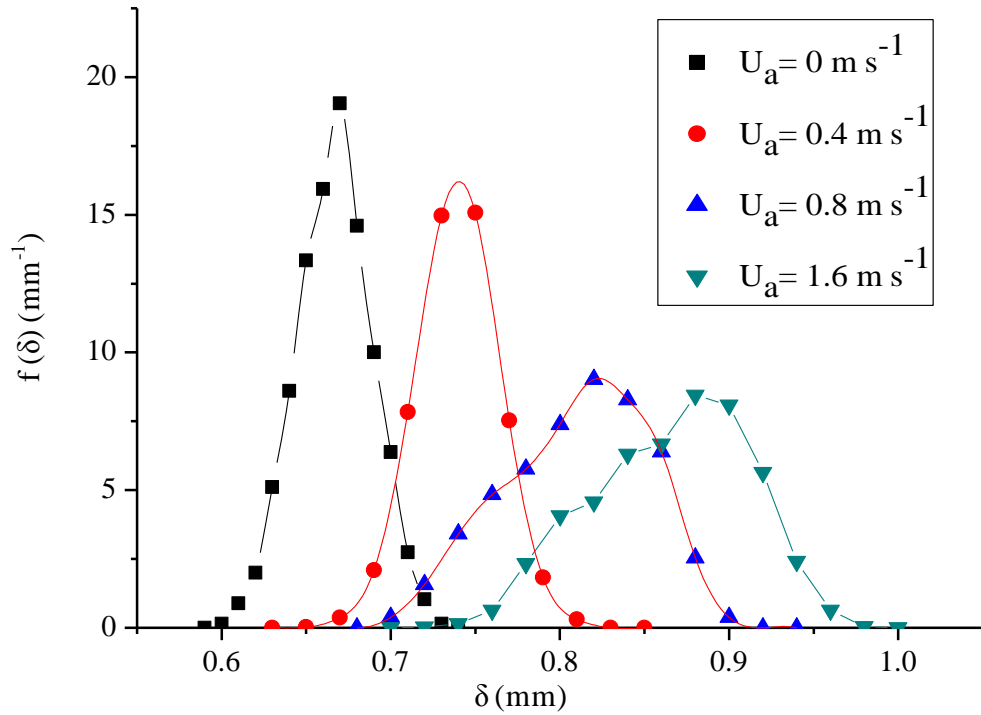 20
15
10
5
0
0.6
0.7
0.8
0.9
1.0
f (δ) (mm⁻¹)
δ (mm)
Uₐ= 0 m s⁻¹
Uₐ= 0.4 m s⁻¹
Uₐ= 0.8 m s⁻¹
Uₐ= 1.6 m s⁻¹